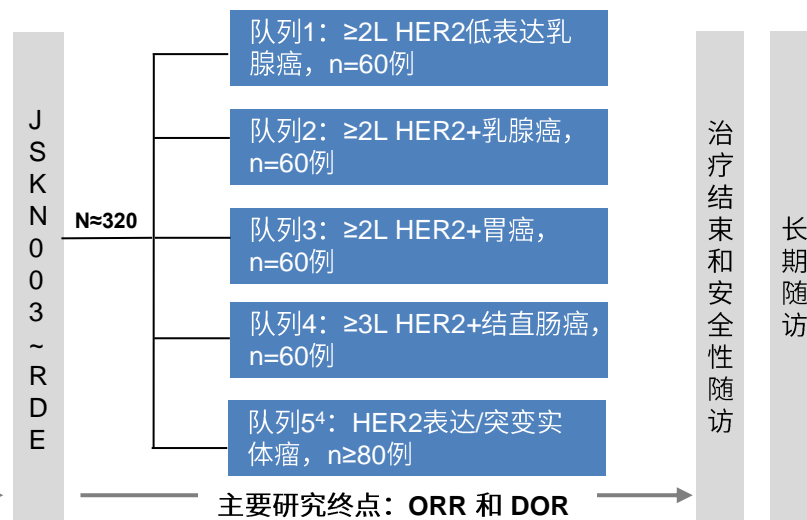 JSKN003~RDE
N≈320
队列1：≥2L HER2低表达乳
腺癌，n=60例
队列2：≥2L HER2+乳腺癌，
n=60例
队列3：≥2L HER2+胃癌，
n=60例
队列4：≥3L HER2+结直肠癌，
n=60例
队列5⁴：HER2表达/突变实
体瘤，n≥80例
主要研究终点：ORR 和 DOR
治疗结束和安全性随访
长期随访